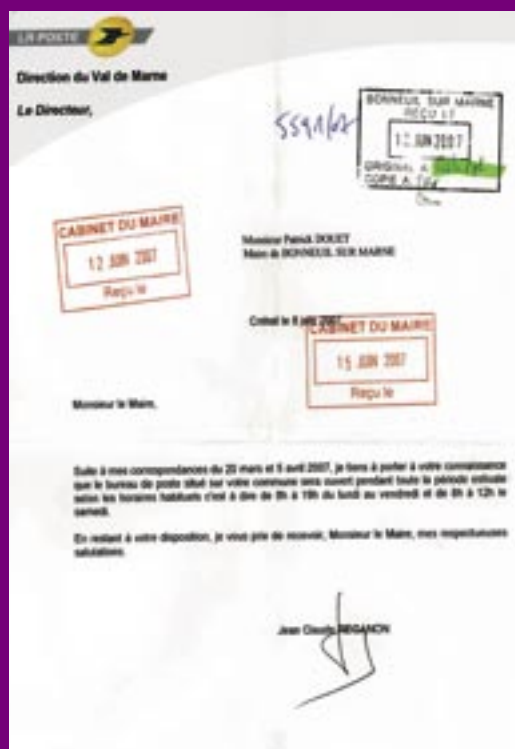 LA POSTE
Direction du Val de Marne
Le Directeur,
5591/07
BONNEUIL SUR MARNE
REÇU LE
12 JUN 2007
ORIGINAL A
COPIE A
CABINET DU MAIRE
12 JUN 2007
Reçu le
Monsieur Patrick DOUET
Maire de BONNEUIL SUR MARNE
Créteil le 8 juin 2007
CABINET DU MAIRE
15 JUN 2007
Reçu le
Monsieur le Maire,
Suite à mes correspondances du 20 mars et 5 avril 2007, je tiens à porter à votre connaissance
que le bureau de poste situé sur votre commune sera ouvert pendant toute la période estivale
selon les horaires habituels c'est à dire de 8h à 19h du lundi au vendredi et de 8h à 12h le
samedi.
En restant à votre disposition, je vous prie de recevoir, Monsieur le Maire, mes respectueuses
salutations.
Jean Claude